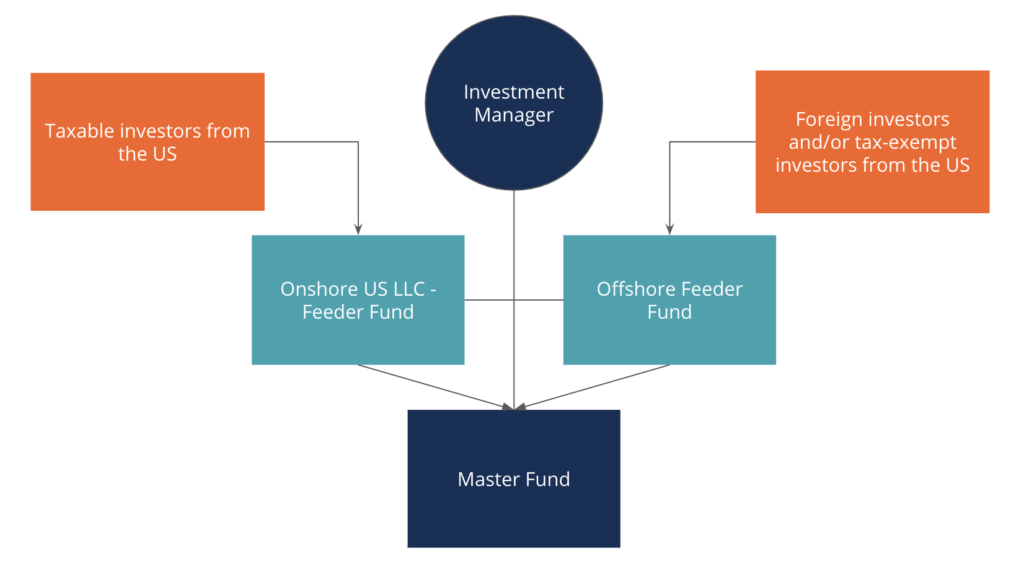 Investment
Manager
Taxable investors from
the US
Foreign investors
and/or tax-exempt
investors from the US
Onshore US LLC -
Feeder Fund
Offshore Feeder
Fund
Master Fund